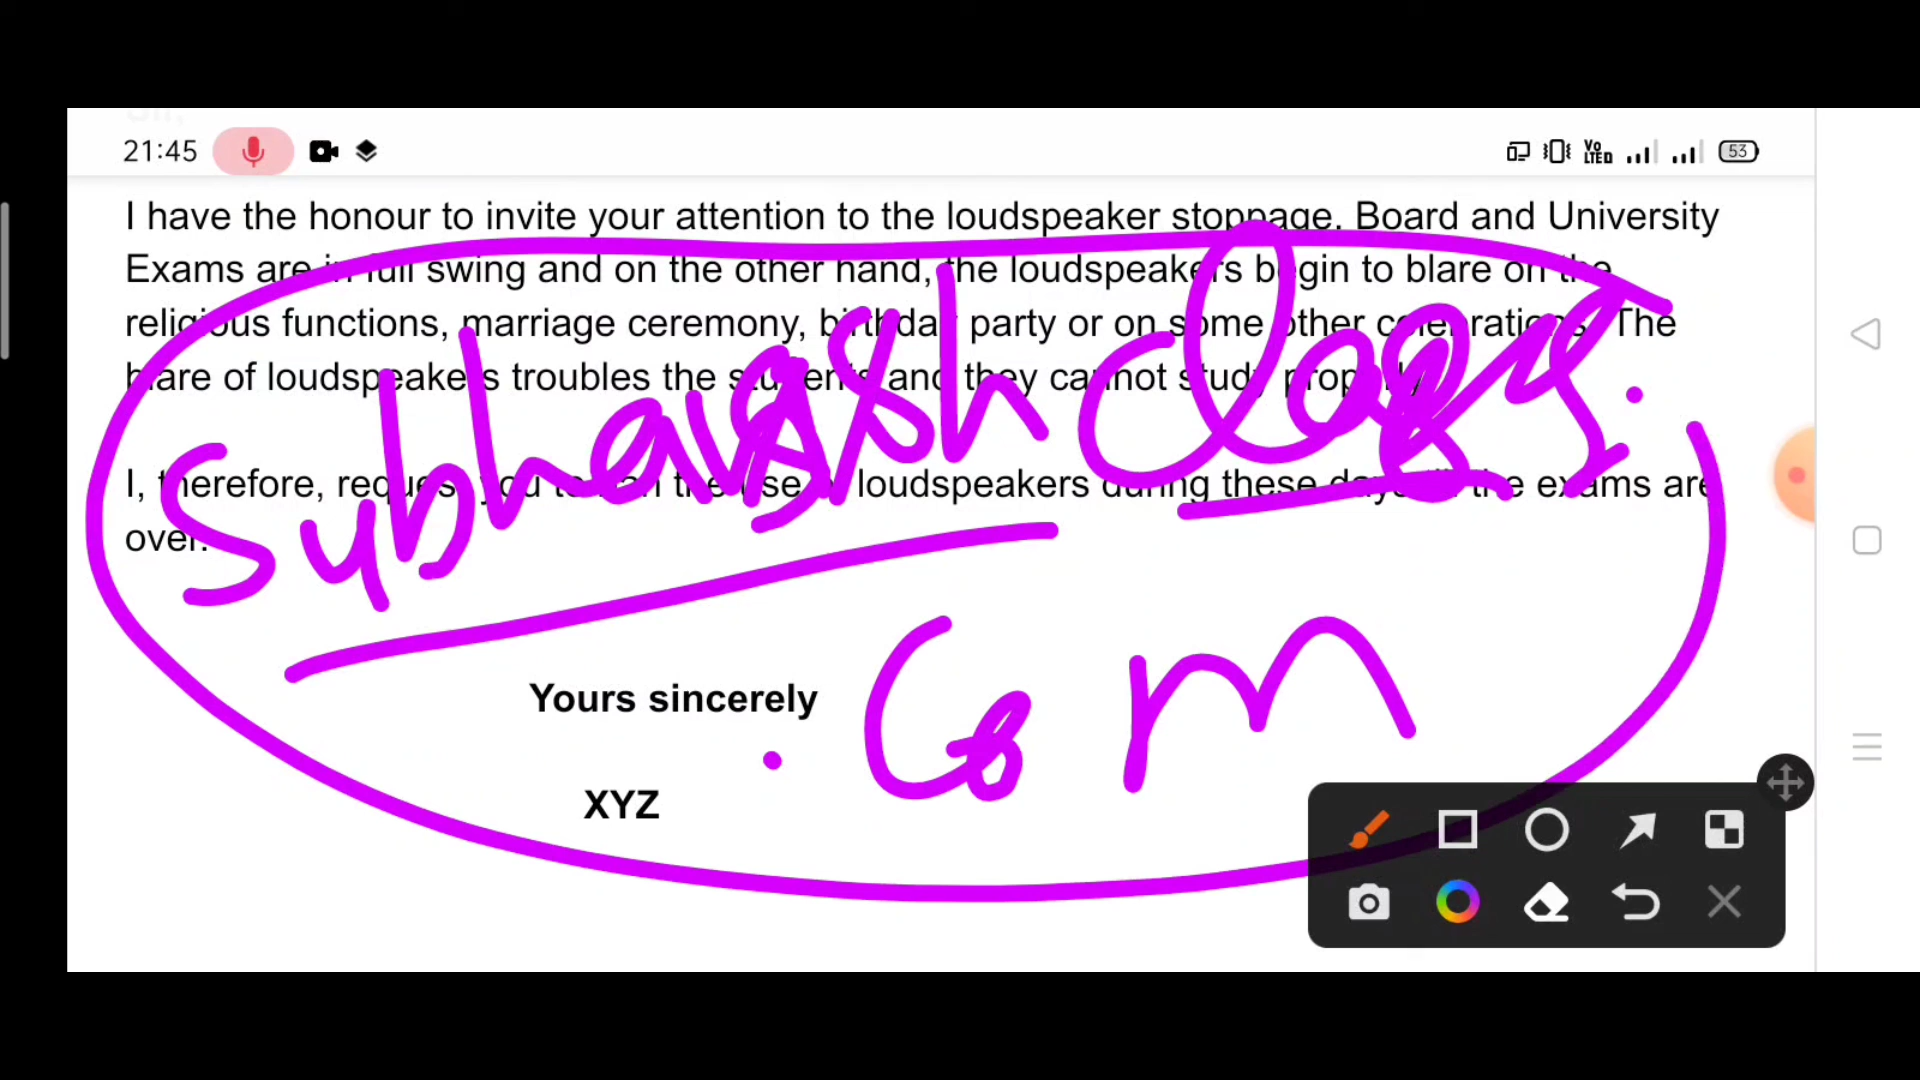 21:45
Vo LTED
53
I have the honour to invite your attention to the loudspeaker stoppage. Board and University
Exams are in full swing and on the other hand, the loudspeakers begin to blare on the
religious functions, marriage ceremony, birthday party or on some other celebrations. The
blare of loudspeakers troubles the students and they cannot study properly.
I, therefore, request you to ban the use of loudspeakers during these days till the exams are
over.
.com
Yours sincerely
XYZ